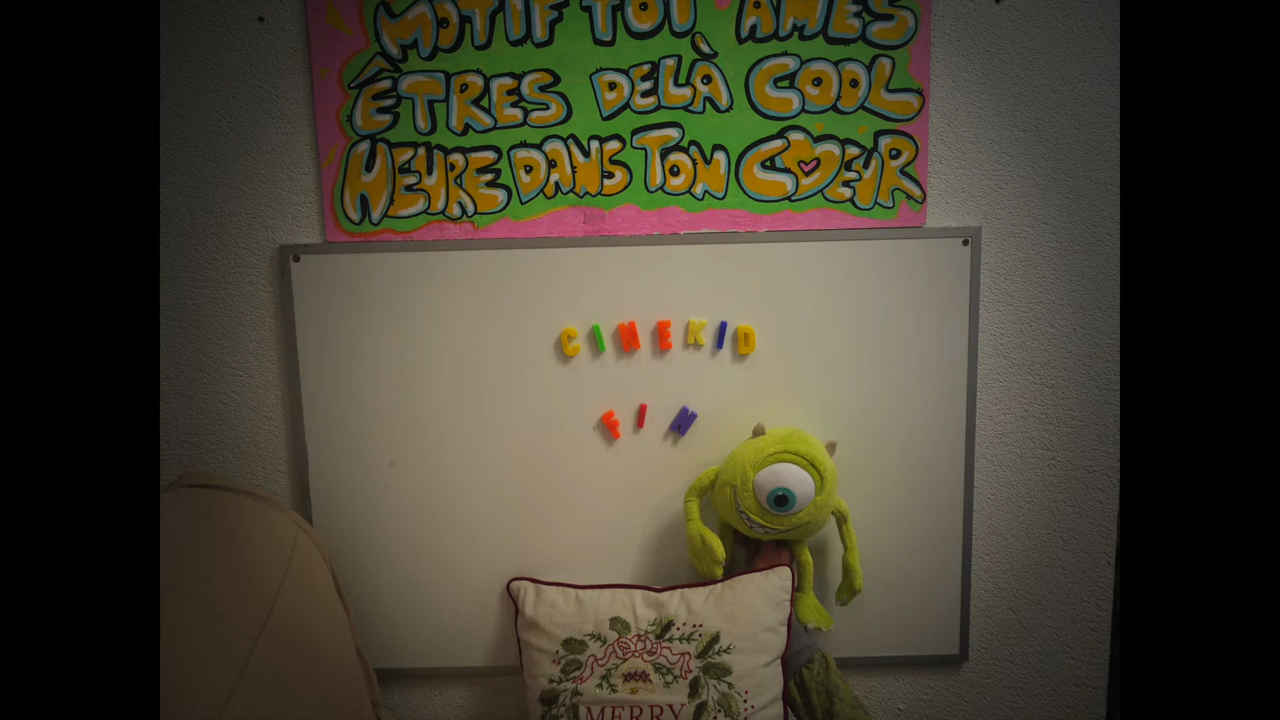 MOTIF TOI AMES
ÊTRES DELÀ COOL
HEURE DANS TON COEUR
CINEKID
FIN
MERRY